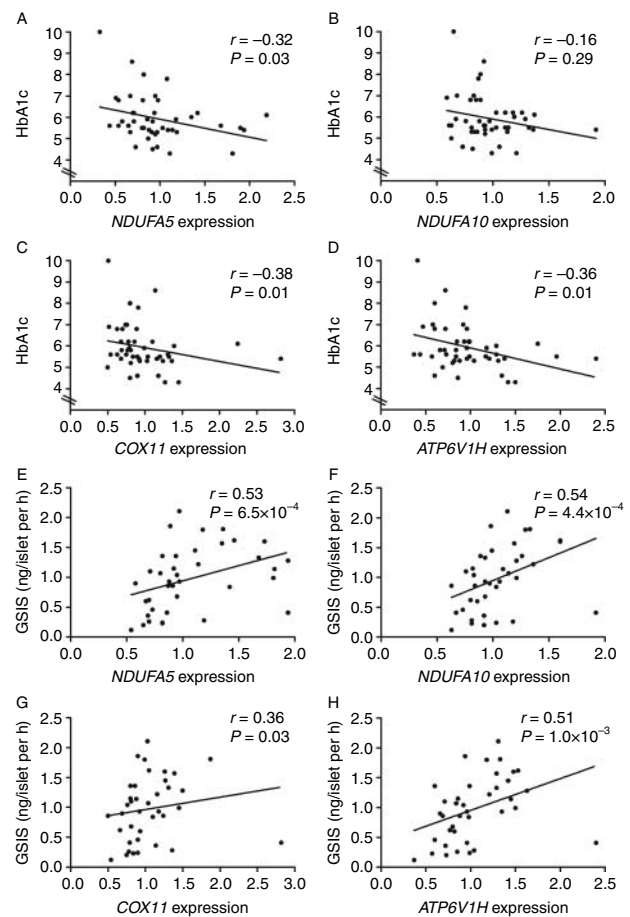 A
r = −0.32
P = 0.03
HbA1c
10
9
8
7
6
5
4
0.0 0.5 1.0 1.5 2.0 2.5
NDUFA5 expression
B
r = −0.16
P = 0.29
HbA1c
10
9
8
7
6
5
4
0.0 0.5 1.0 1.5 2.0
NDUFA10 expression
C
r = −0.38
P = 0.01
HbA1c
10
9
8
7
6
5
4
0.0 0.5 1.0 1.5 2.0 2.5 3.0
COX11 expression
D
r = −0.36
P = 0.01
HbA1c
10
9
8
7
6
5
4
0.0 0.5 1.0 1.5 2.0 2.5
ATP6V1H expression
E
r = 0.53
P = 6.5×10−4
GSIS (ng/islet per h)
2.5
2.0
1.5
1.0
0.5
0.0
0.0 0.5 1.0 1.5 2.0
NDUFA5 expression
F
r = 0.54
P = 4.4×10−4
GSIS (ng/islet per h)
2.5
2.0
1.5
1.0
0.5
0.0
0.0 0.5 1.0 1.5 2.0
NDUFA10 expression
G
r = 0.36
P = 0.03
GSIS (ng/islet per h)
2.5
2.0
1.5
1.0
0.5
0.0
0.0 0.5 1.0 1.5 2.0 2.5 3.0
COX11 expression
H
r = 0.51
P = 1.0×10−3
GSIS (ng/islet per h)
2.5
2.0
1.5
1.0
0.5
0.0
0.0 0.5 1.0 1.5 2.0 2.5
ATP6V1H expression